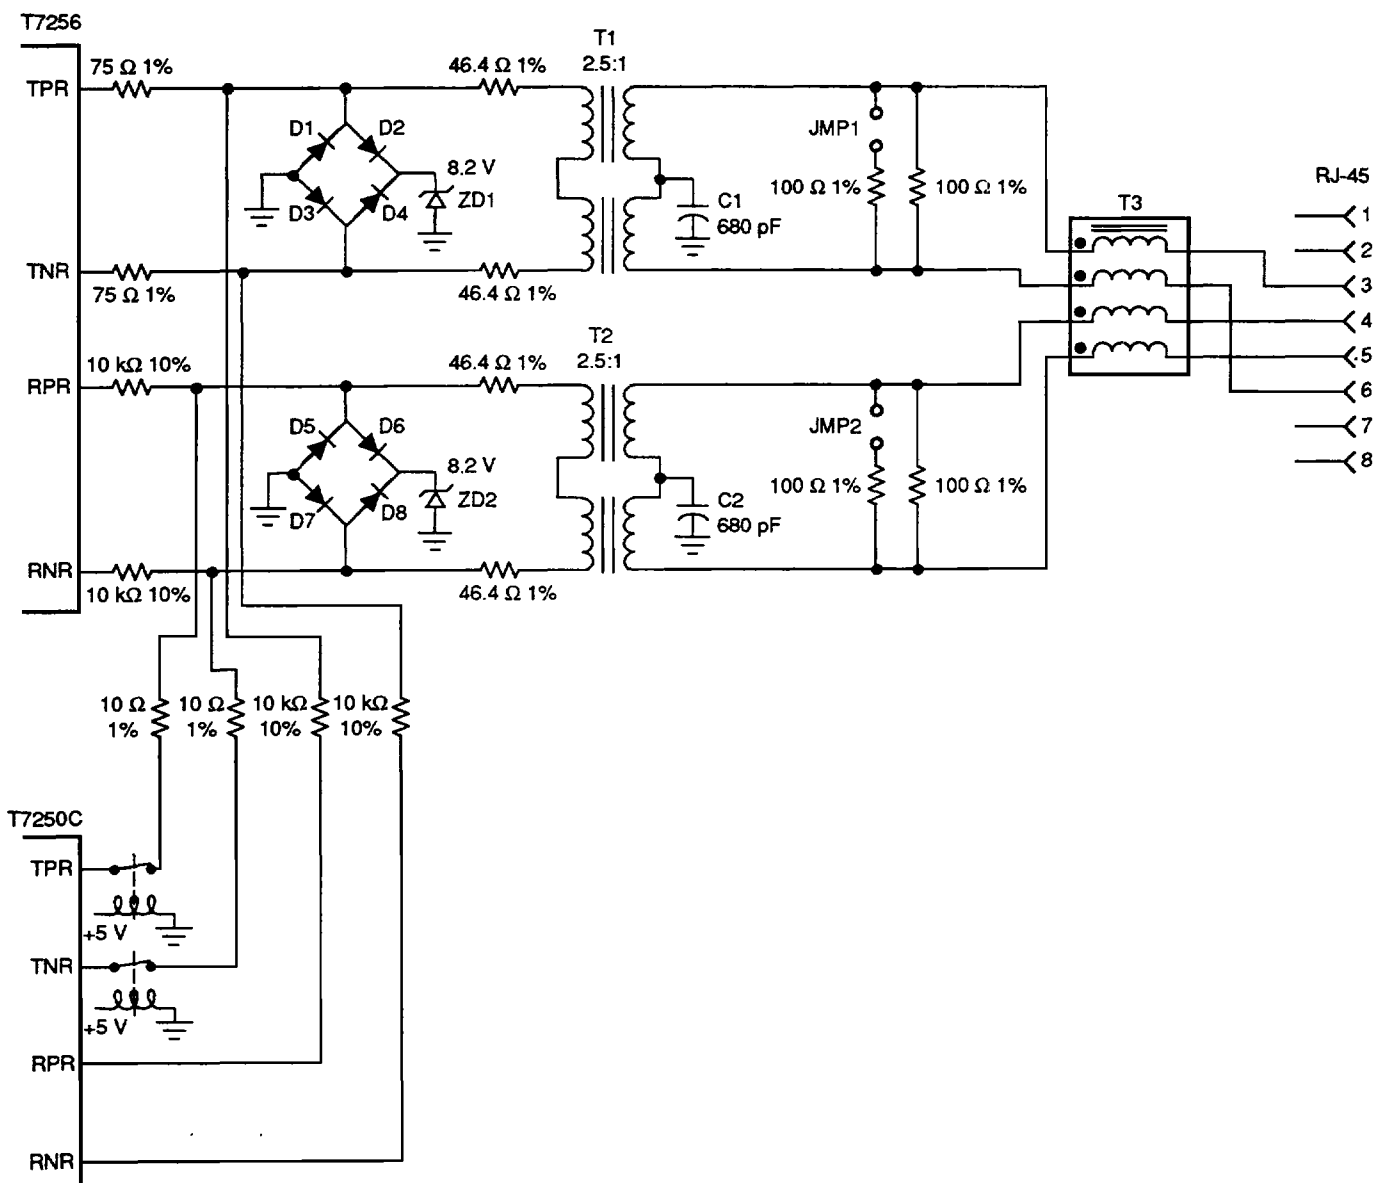 T7256
T1
2.5:1
75 Ω 1%
46.4 Ω 1%
TPR
D1
D2
JMP1
8.2 V
ZD1
D3
D4
C1
680 pF
100 Ω 1%
100 Ω 1%
RJ-45
T3
1
2
3
4
5
6
7
8
TNR
75 Ω 1%
46.4 Ω 1%
T2
2.5:1
10 kΩ 10%
46.4 Ω 1%
RPR
D5
D6
JMP2
8.2 V
ZD2
D7
D8
C2
680 pF
100 Ω 1%
100 Ω 1%
RNR
10 kΩ 10%
46.4 Ω 1%
10 Ω
1%
10 Ω
1%
10 kΩ
10%
10 kΩ
10%
T7250C
TPR
+5 V
TNR
+5 V
RPR
RNR